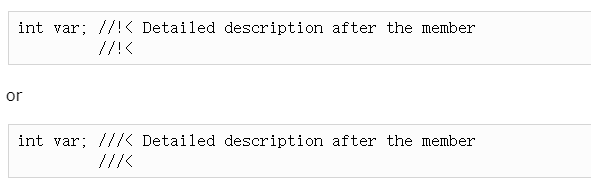 int var; //!< Detailed description after the member
//!<
or
int var; ///< Detailed description after the member
///<